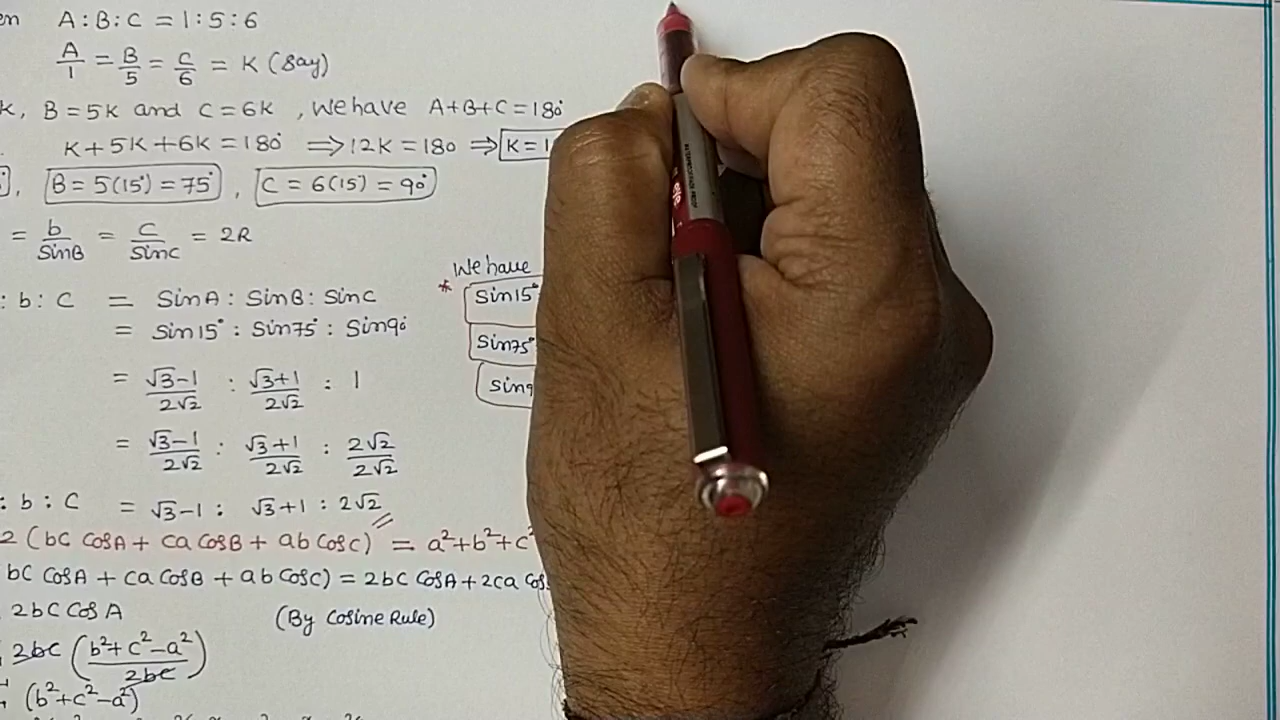 en A : B : C = 1 : 5 : 6
A/1 = B/5 = C/6 = K (Say)
K, B = 5K and C = 6K , We have A+B+C = 180°
K + 5K + 6K = 180° ⟹ 12K = 180 ⟹ K = 1
, B = 5(15°) = 75° , C = 6(15) = 90°
= b/SinB = c/SinC = 2R
* We have
: b : C = SinA : SinB : SinC
Sin15°
= Sin15° : Sin75° : Sin90°
Sin75°
= √3-1/2√2 : √3+1/2√2 : 1
Sin9
= √3-1/2√2 : √3+1/2√2 : 2√2/2√2
: b : C = √3-1 : √3+1 : 2√2
2 (bc CosA + ca CosB + ab CosC) = a²+b²+c²
bc CosA + ca CosB + ab CosC) = 2bc CosA + 2ca Cos
2bc Cos A (By Cosine Rule)
2bc (b²+c²-a²/2bc)
(b²+c²-a²)